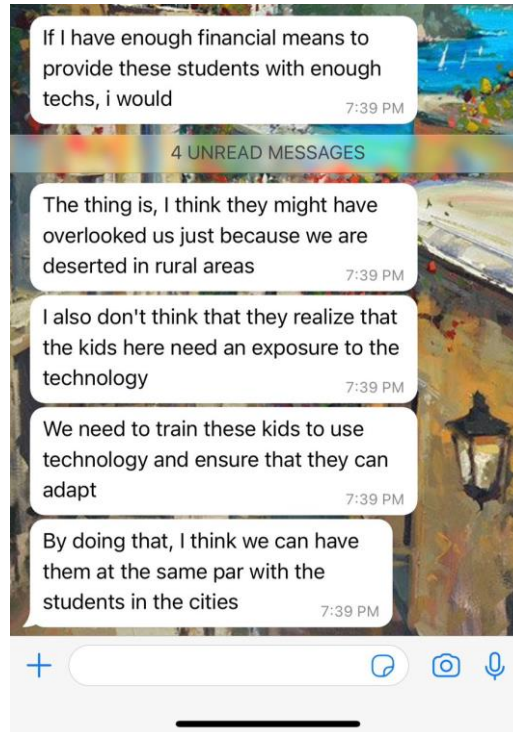 If I have enough financial means to
provide these students with enough
techs, i would
7:39 PM
4 UNREAD MESSAGES
The thing is, I think they might have
overlooked us just because we are
deserted in rural areas
7:39 PM
I also don't think that they realize that
the kids here need an exposure to the
technology
7:39 PM
We need to train these kids to use
technology and ensure that they can
adapt
7:39 PM
By doing that, I think we can have
them at the same par with the
students in the cities
7:39 PM